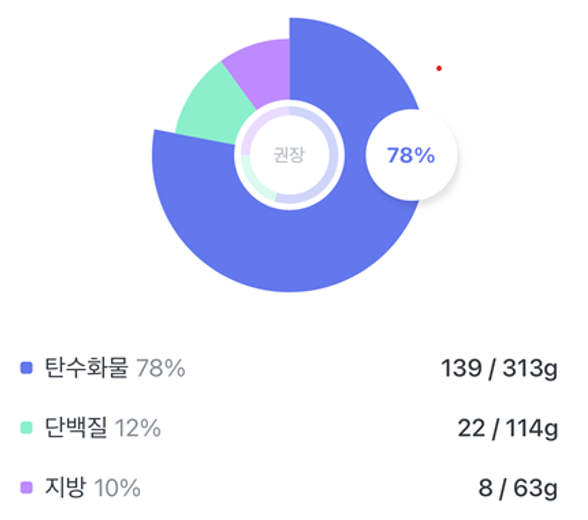 권장
78%
탄수화물 78% 139 / 313g
단백질 12% 22 / 114g
지방 10% 8 / 63g